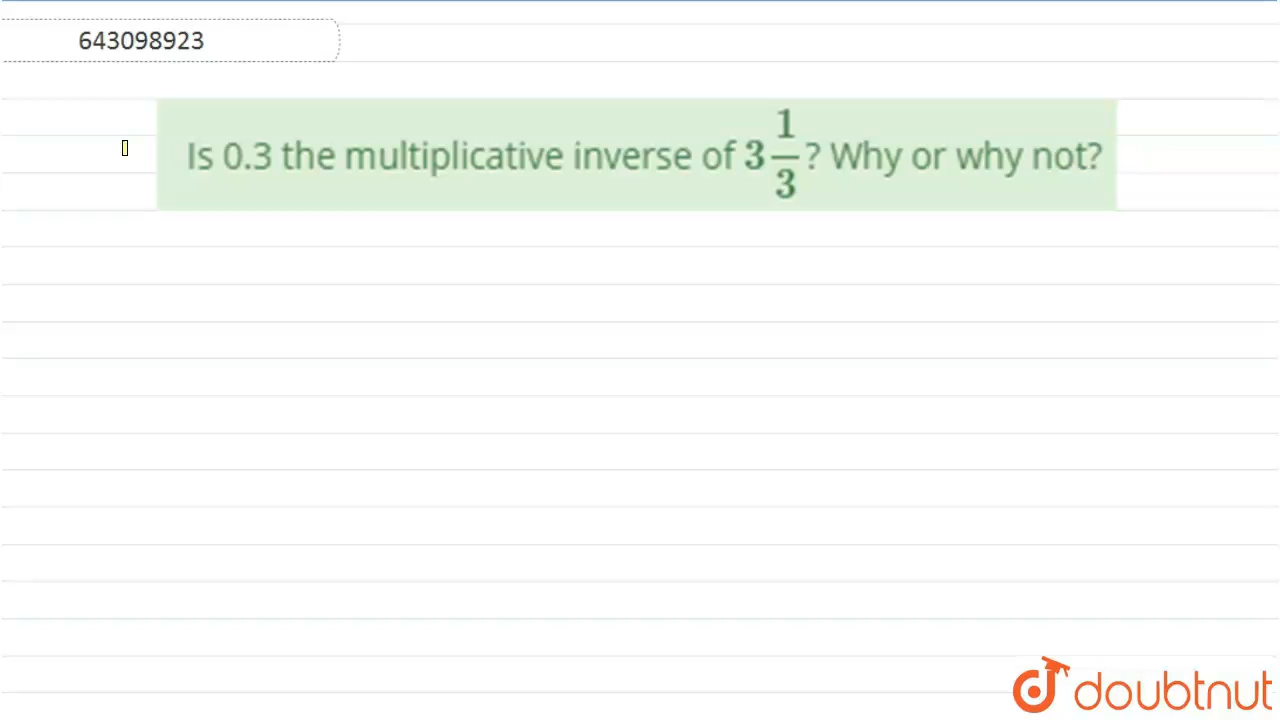 643098923
Is 0.3 the multiplicative inverse of 3 1/3? Why or why not?
doubtnut